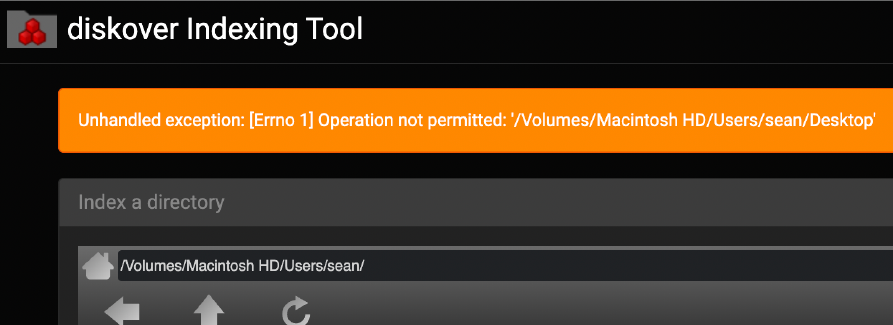 diskover Indexing Tool
Unhandled exception: [Errno 1] Operation not permitted: '/Volumes/Macintosh HD/Users/sean/Desktop'
Index a directory
/Volumes/Macintosh HD/Users/sean/